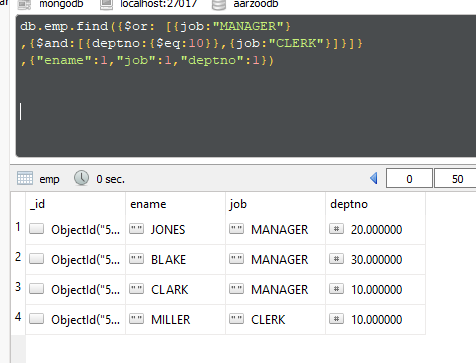 mongodb localhost:27017 aarzoodb
db.emp.find({$or: [{job:"MANAGER"}
,{$and:[{deptno:{$eq:10}},{job:"CLERK"}]}]}
,{"ename":1,"job":1,"deptno":1})
emp 0 sec. 0 50
_id ename job deptno
1 ObjectId("5... "" JONES "" MANAGER # 20.000000
2 ObjectId("5... "" BLAKE "" MANAGER # 30.000000
3 ObjectId("5... "" CLARK "" MANAGER # 10.000000
4 ObjectId("5... "" MILLER "" CLERK # 10.000000